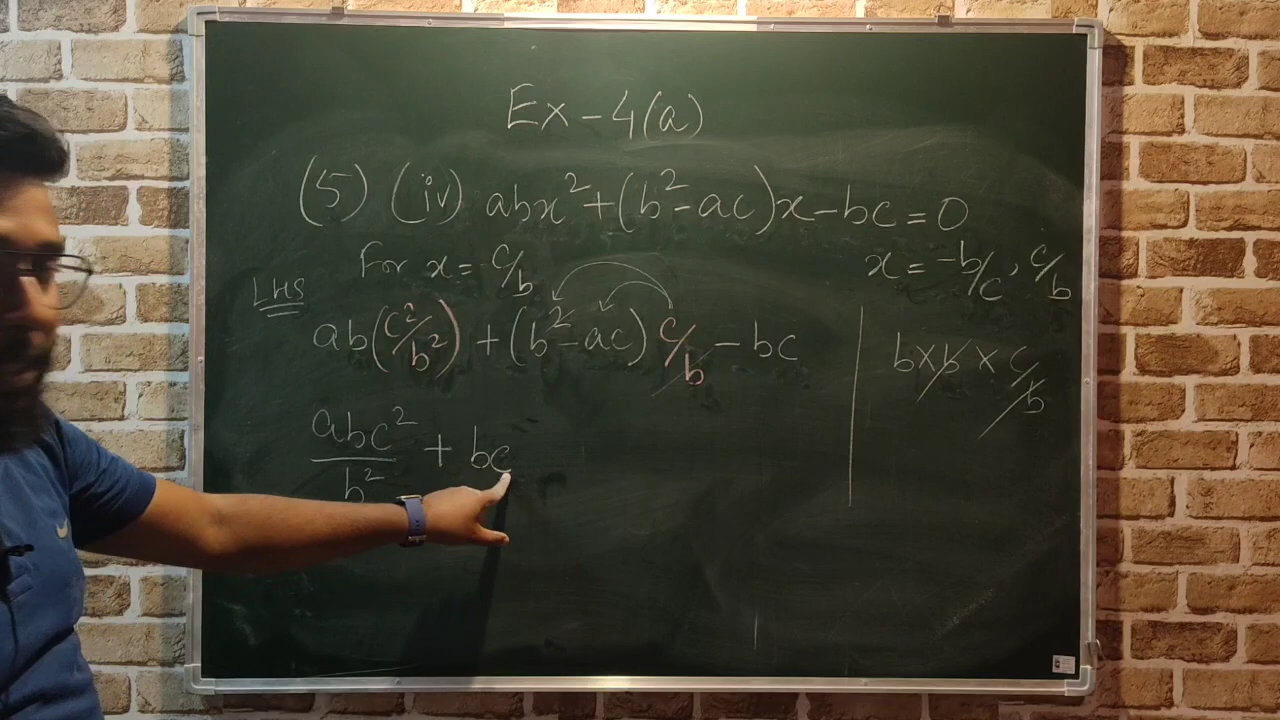 Ex - 4(a)
(5) (iv) abx² + (b² - ac)x - bc = 0
For x = c/b
x = -b/c, c/b
LHS
ab(c²/b²) + (b² - ac) c/b - bc
b x b x c/b
abc²/b² + bc